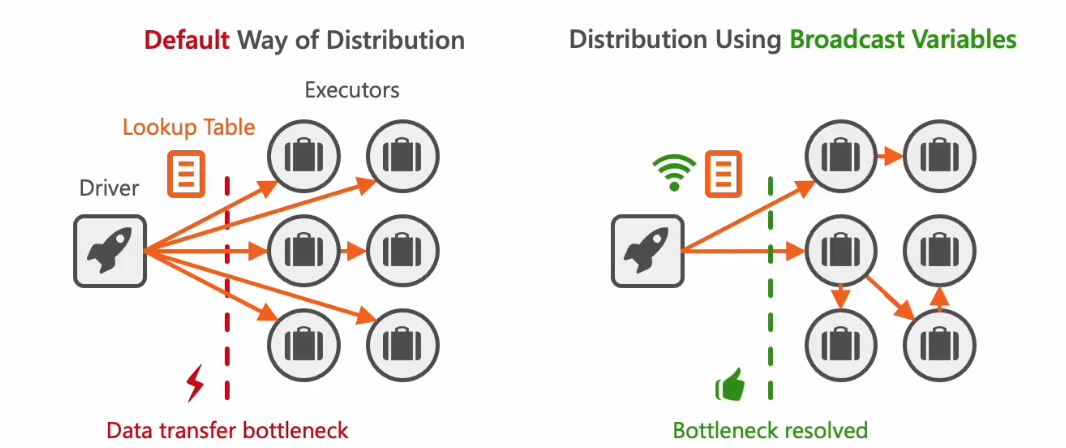 Default Way of Distribution
Executors
Lookup Table
Driver
Data transfer bottleneck
Distribution Using Broadcast Variables
Bottleneck resolved